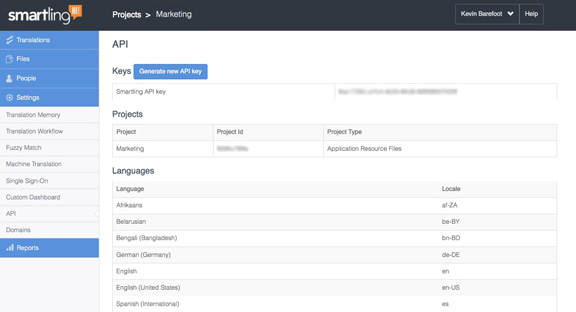 smartling
Projects > Marketing
Kevin Barefoot
Help
Translations
Files
People
Settings
Translation Memory
Translation Workflow
Fuzzy Match
Machine Translation
Single Sign-On
Custom Dashboard
API
Domains
Reports
API
Keys Generate new API key
Smartling API key
Projects
Project Project Id Project Type
Marketing Application Resource Files
Languages
Language Locale
Afrikaans af-ZA
Belarusian be-BY
Bengali (Bangladesh) bn-BD
German (Germany) de-DE
English en
English (United States) en-US
Spanish (International) es